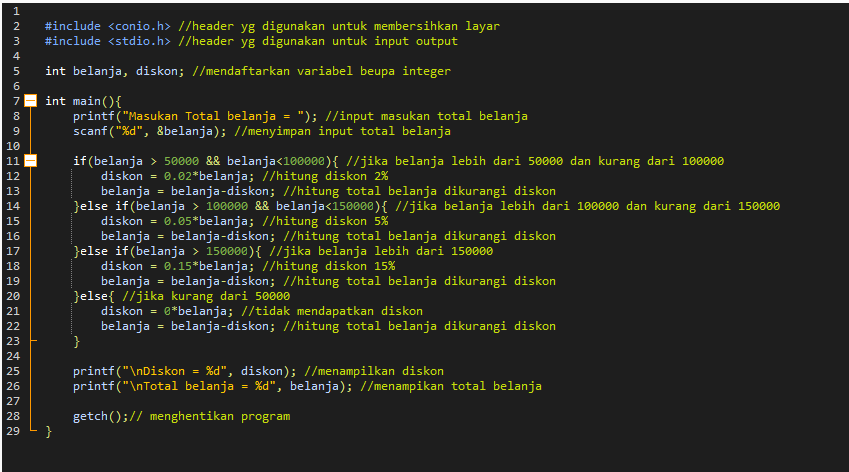 1
2 #include <conio.h> //header yg digunakan untuk membersihkan layar
3 #include <stdio.h> //header yg digunakan untuk input output
4
5 int belanja, diskon; //mendaftarkan variabel beupa integer
6
7 int main(){
8 printf("Masukan Total belanja = "); //input masukan total belanja
9 scanf("%d", &belanja); //menyimpan input total belanja
10
11 if(belanja > 50000 && belanja<100000){ //jika belanja lebih dari 50000 dan kurang dari 100000
12 diskon = 0.02*belanja; //hitung diskon 2%
13 belanja = belanja-diskon; //hitung total belanja dikurangi diskon
14 }else if(belanja > 100000 && belanja<150000){ //jika belanja lebih dari 100000 dan kurang dari 150000
15 diskon = 0.05*belanja; //hitung diskon 5%
16 belanja = belanja-diskon; //hitung total belanja dikurangi diskon
17 }else if(belanja > 150000){ //jika belanja lebih dari 150000
18 diskon = 0.15*belanja; //hitung diskon 15%
19 belanja = belanja-diskon; //hitung total belanja dikurangi diskon
20 }else{ //jika kurang dari 50000
21 diskon = 0*belanja; //tidak mendapatkan diskon
22 belanja = belanja-diskon; //hitung total belanja dikurangi diskon
23 }
24
25 printf("\nDiskon = %d", diskon); //menampilkan diskon
26 printf("\nTotal belanja = %d", belanja); //menampikan total belanja
27
28 getch();// menghentikan program
29 }